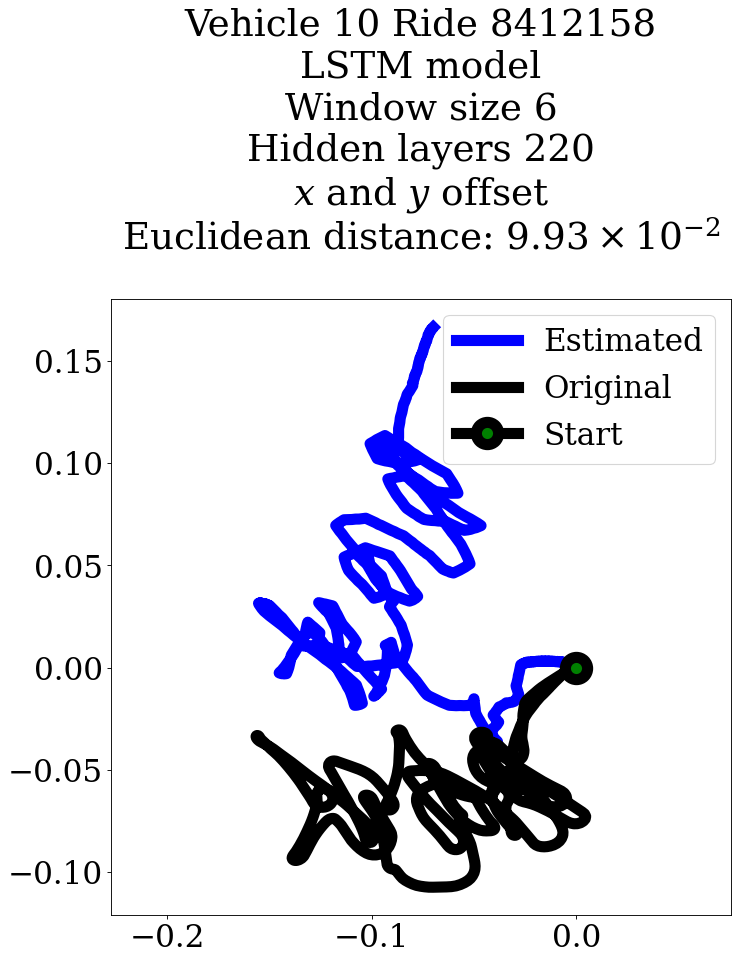 Vehicle 10 Ride 8412158
LSTM model
Window size 6
Hidden layers 220
x and y offset
Euclidean distance: 9.93 × 10⁻²
Estimated
Original
Start
0.15
0.10
0.05
0.00
−0.05
−0.10
−0.2
−0.1
0.0